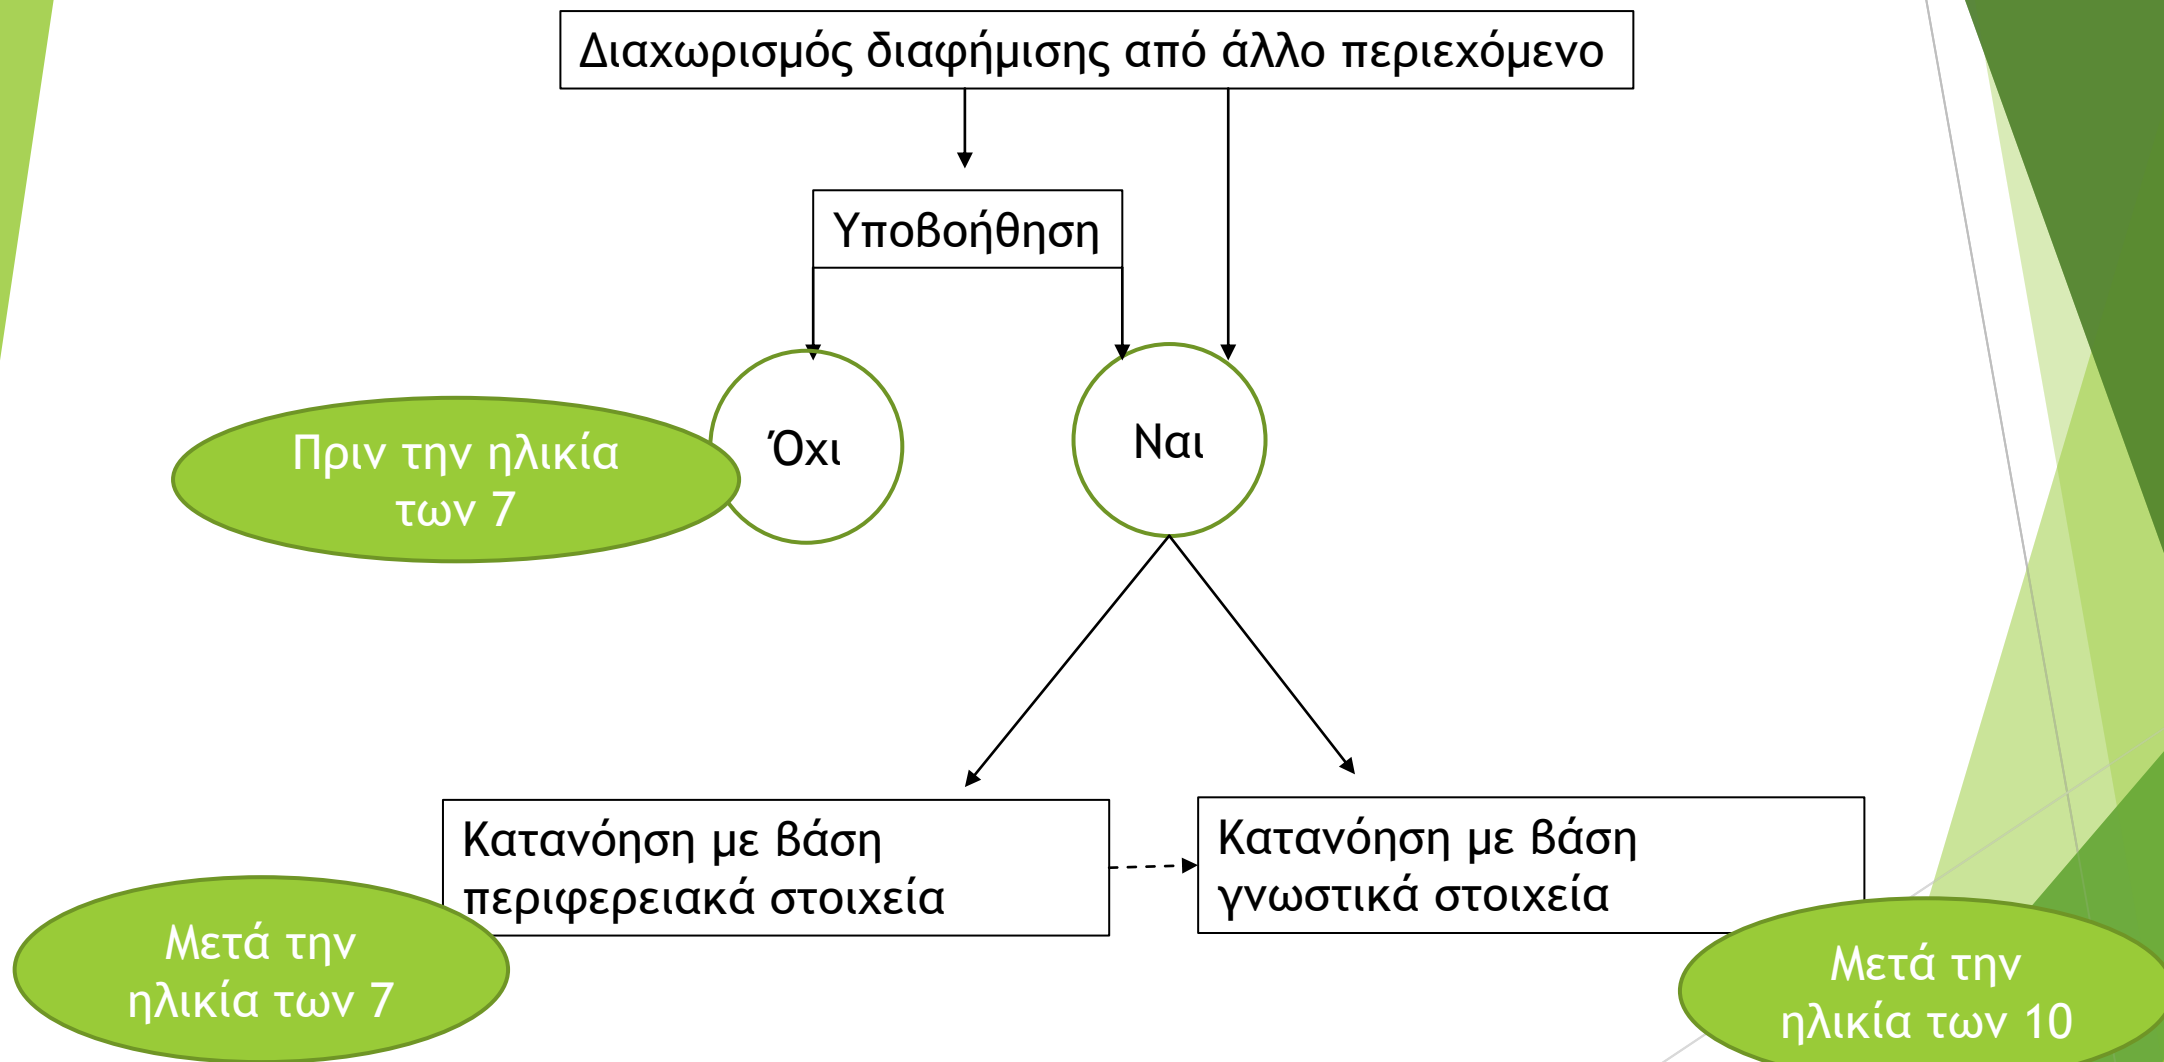 Διαχωρισμός διαφήμισης από άλλο περιεχόμενο
Υποβοήθηση
Πριν την ηλικία
των 7
Όχι
Ναι
Κατανόηση με βάση
περιφερειακά στοιχεία
Κατανόηση με βάση
γνωστικά στοιχεία
Μετά την
ηλικία των 7
Μετά την
ηλικία των 10